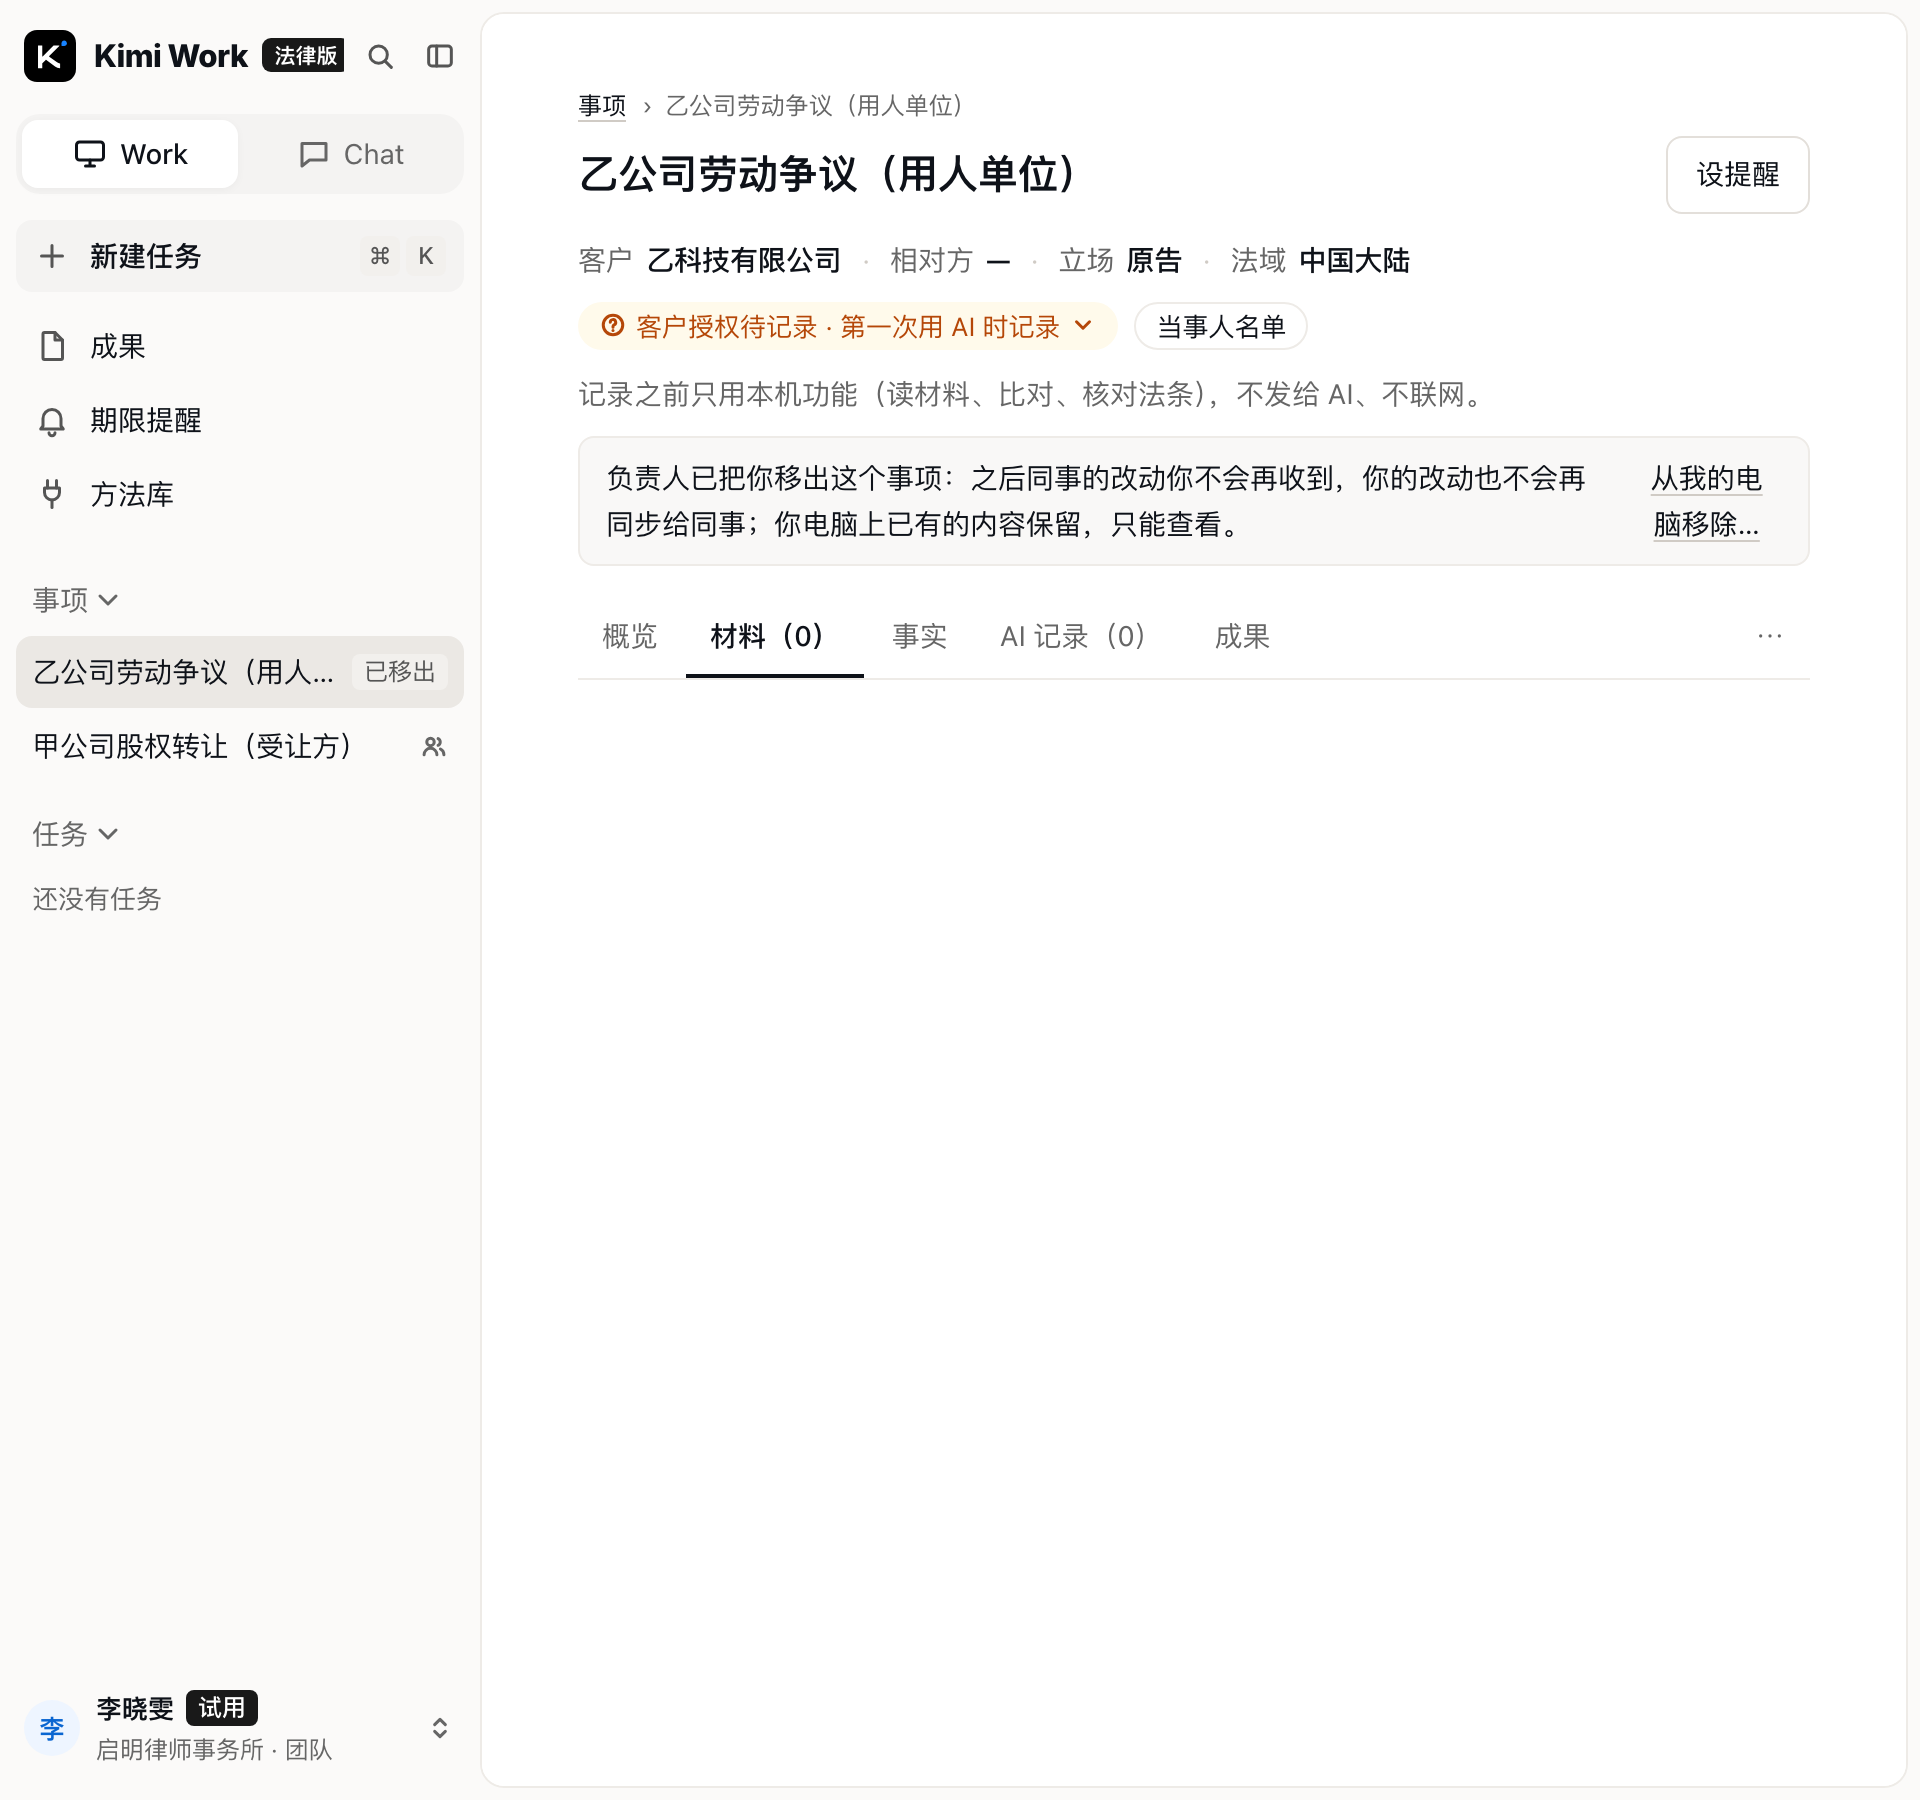 Kimi Work 法律版
Work
Chat
新建任务 ⌘ K
成果
期限提醒
方法库
事项
乙公司劳动争议（用人... 已移出
甲公司股权转让（受让方）
任务
还没有任务
李
李晓雯 试用
启明律师事务所 · 团队
事项 › 乙公司劳动争议（用人单位）
乙公司劳动争议（用人单位）
设提醒
客户 乙科技有限公司 · 相对方 — · 立场 原告 · 法域 中国大陆
客户授权待记录 · 第一次用 AI 时记录
当事人名单
记录之前只用本机功能（读材料、比对、核对法条），不发给 AI、不联网。
负责人已把你移出这个事项：之后同事的改动你不会再收到，你的改动也不会再
同步给同事；你电脑上已有的内容保留，只能查看。
从我的电
脑移除...
概览
材料（0）
事实
AI 记录（0）
成果
···